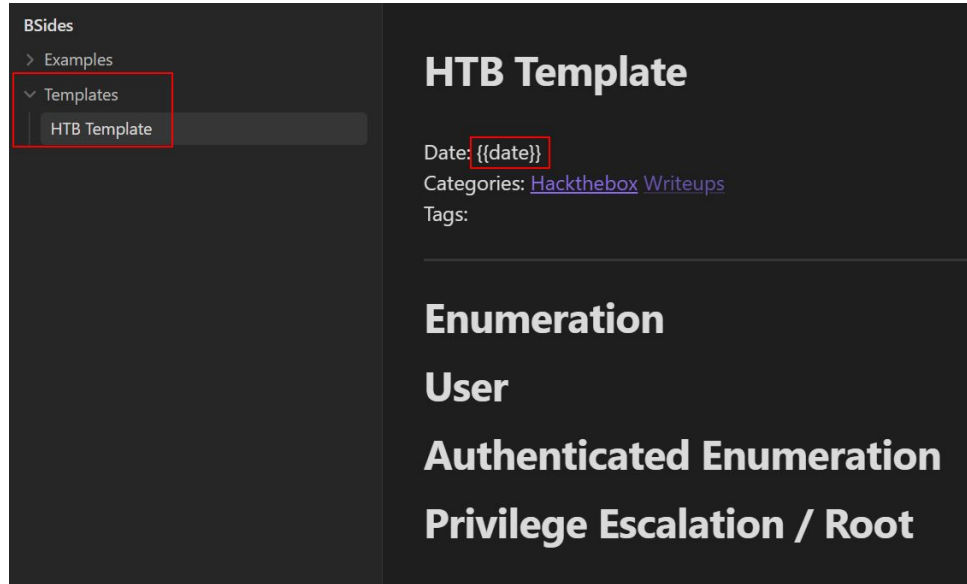 BSides
Examples
Templates
HTB Template
HTB Template
Date: {{date}}
Categories: Hackthebox Writeups
Tags:
Enumeration
User
Authenticated Enumeration
Privilege Escalation / Root